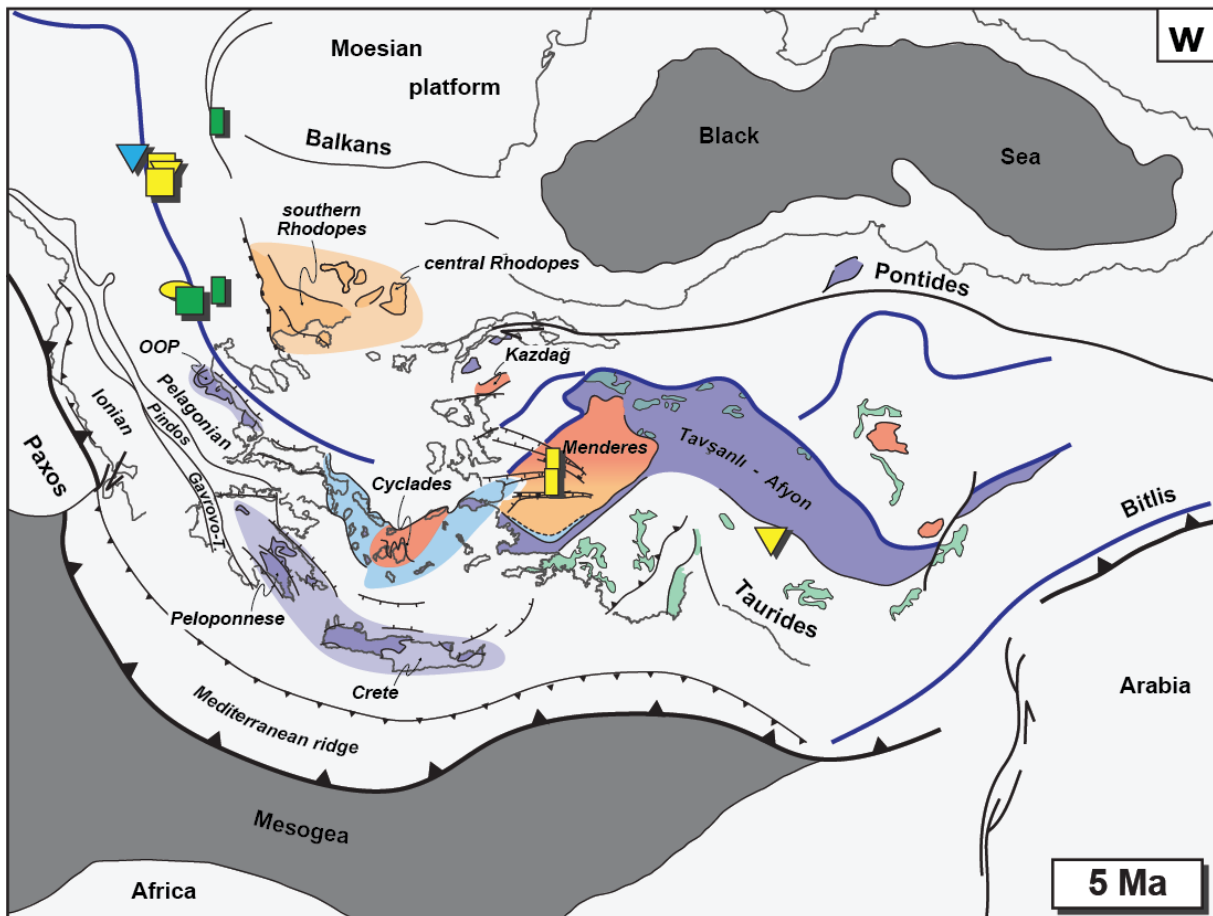 W
Moesian
platform
Balkans
Black
Sea
southern
Rhodopes
central Rhodopes
Pontides
OOP
Kazdağ
Pelagonian
Pindos
Ionian
Gavrovo-T.
Paxos
Menderes
Tavşanlı - Afyon
Cyclades
Bitlis
Peloponnese
Taurides
Crete
Arabia
Mediterranean ridge
Mesogea
Africa
5 Ma